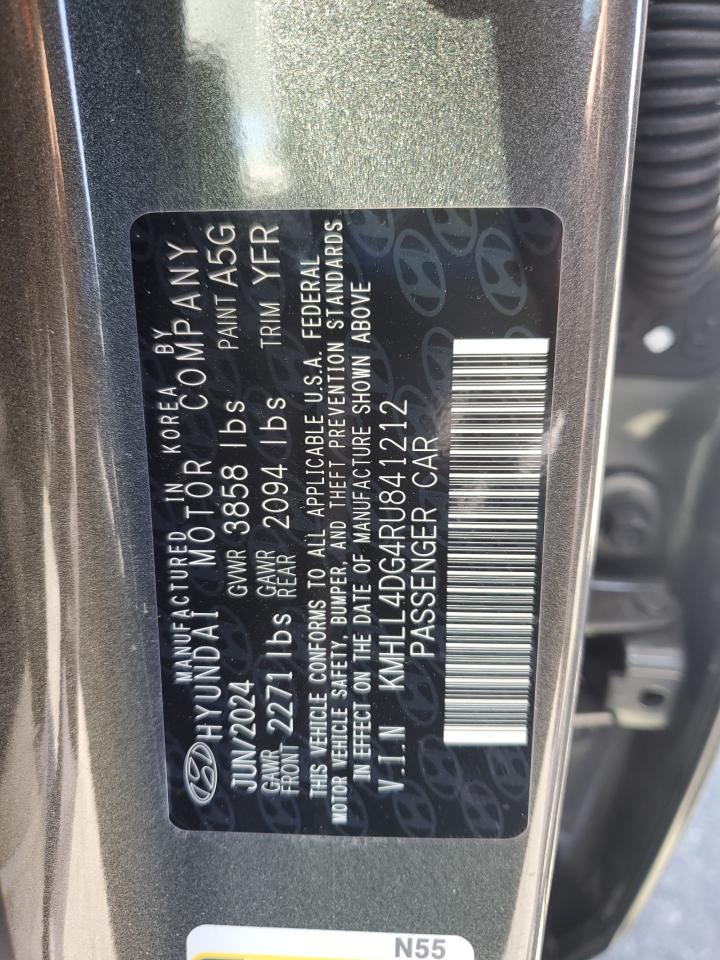 MANUFACTURED IN KOREA BY
HYUNDAI MOTOR COMPANY
JUN/2024 GVWR 3858 lbs PAINT A5G
GAWR FRONT 2271 lbs GAWR REAR 2094 lbs TRIM YFR
THIS VEHICLE CONFORMS TO ALL APPLICABLE U.S.A. FEDERAL
MOTOR VEHICLE SAFETY, BUMPER, AND THEFT PREVENTION STANDARDS
IN EFFECT ON THE DATE OF MANUFACTURE SHOWN ABOVE
V.I.N KMHLL4DG4RU841212
PASSENGER CAR
N55